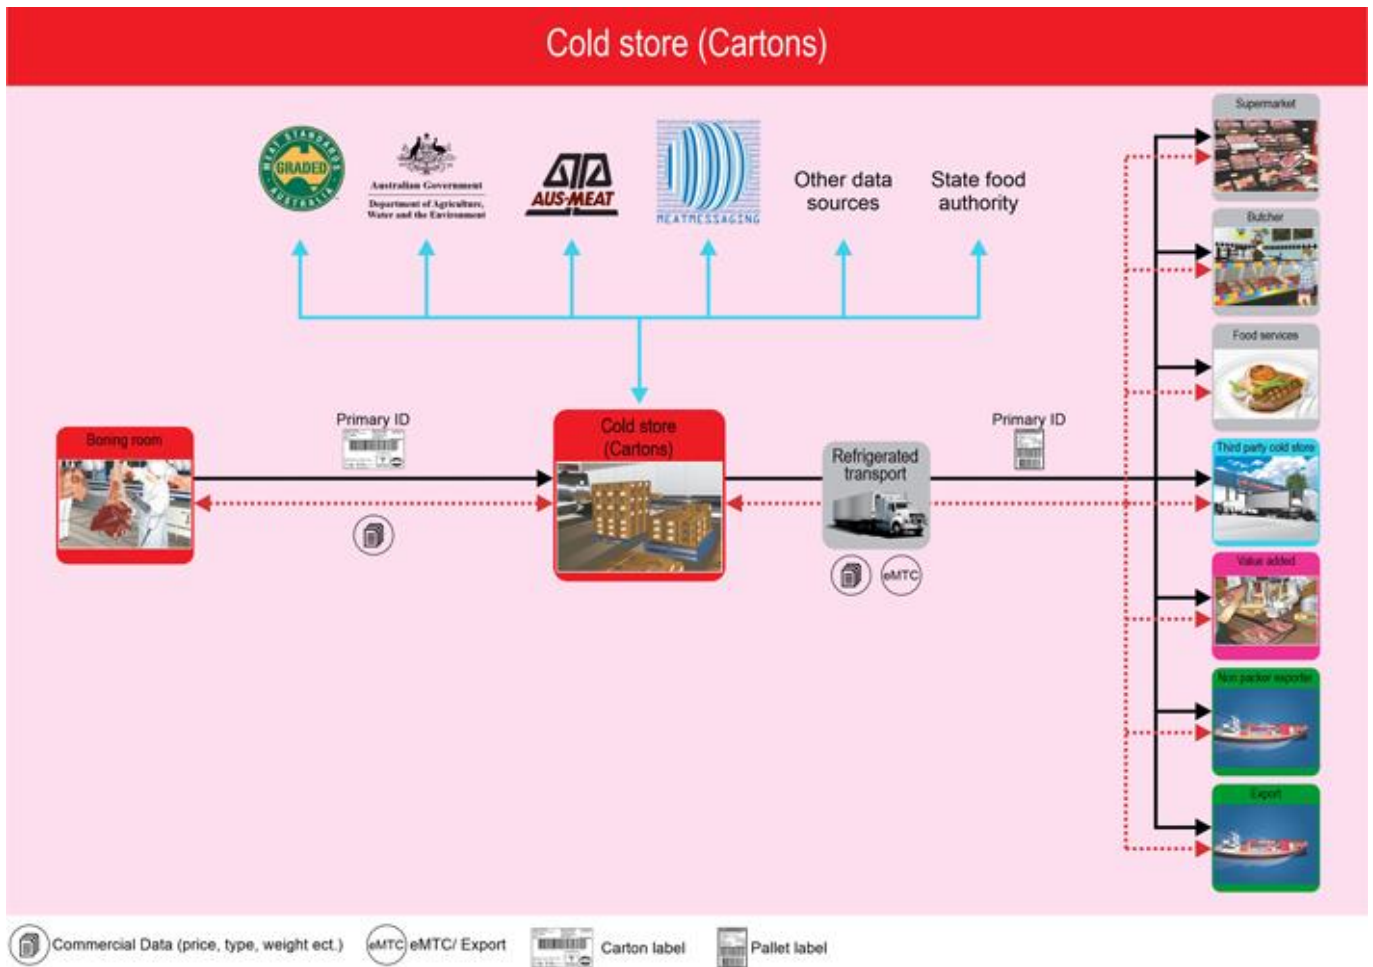 Cold store (Cartons)
MEAT STANDARDS
GRADED
AUSTRALIA
Australian Government
Department of Agriculture,
Water and the Environment
AUS-MEAT
MEATMESSAGING
Other data
sources
State food
authority
Supermarket
Butcher
Food services
Boning room
Primary ID
Cold store
(Cartons)
Refrigerated
transport
eMTC
Primary ID
Third party cold store
Value added
Non packer exporter
Export
Commercial Data (price, type, weight ect.)
eMTC
eMTC/ Export
Carton label
Pallet label